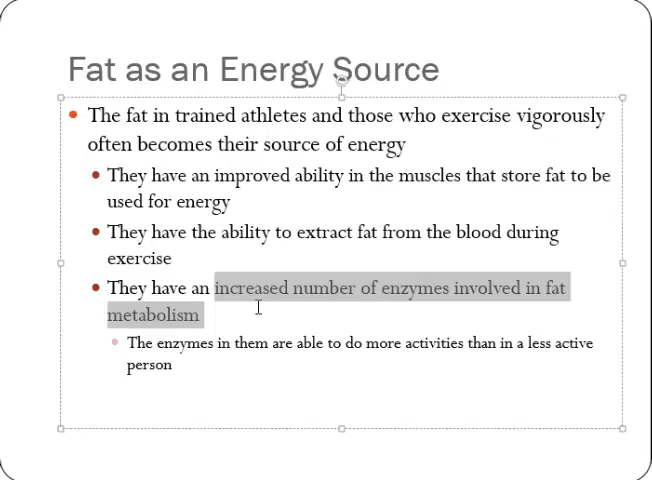 Fat as an Energy Source
The fat in trained athletes and those who exercise vigorously
often becomes their source of energy
They have an improved ability in the muscles that store fat to be
used for energy
They have the ability to extract fat from the blood during
exercise
They have an increased number of enzymes involved in fat
metabolism
The enzymes in them are able to do more activities than in a less active
person